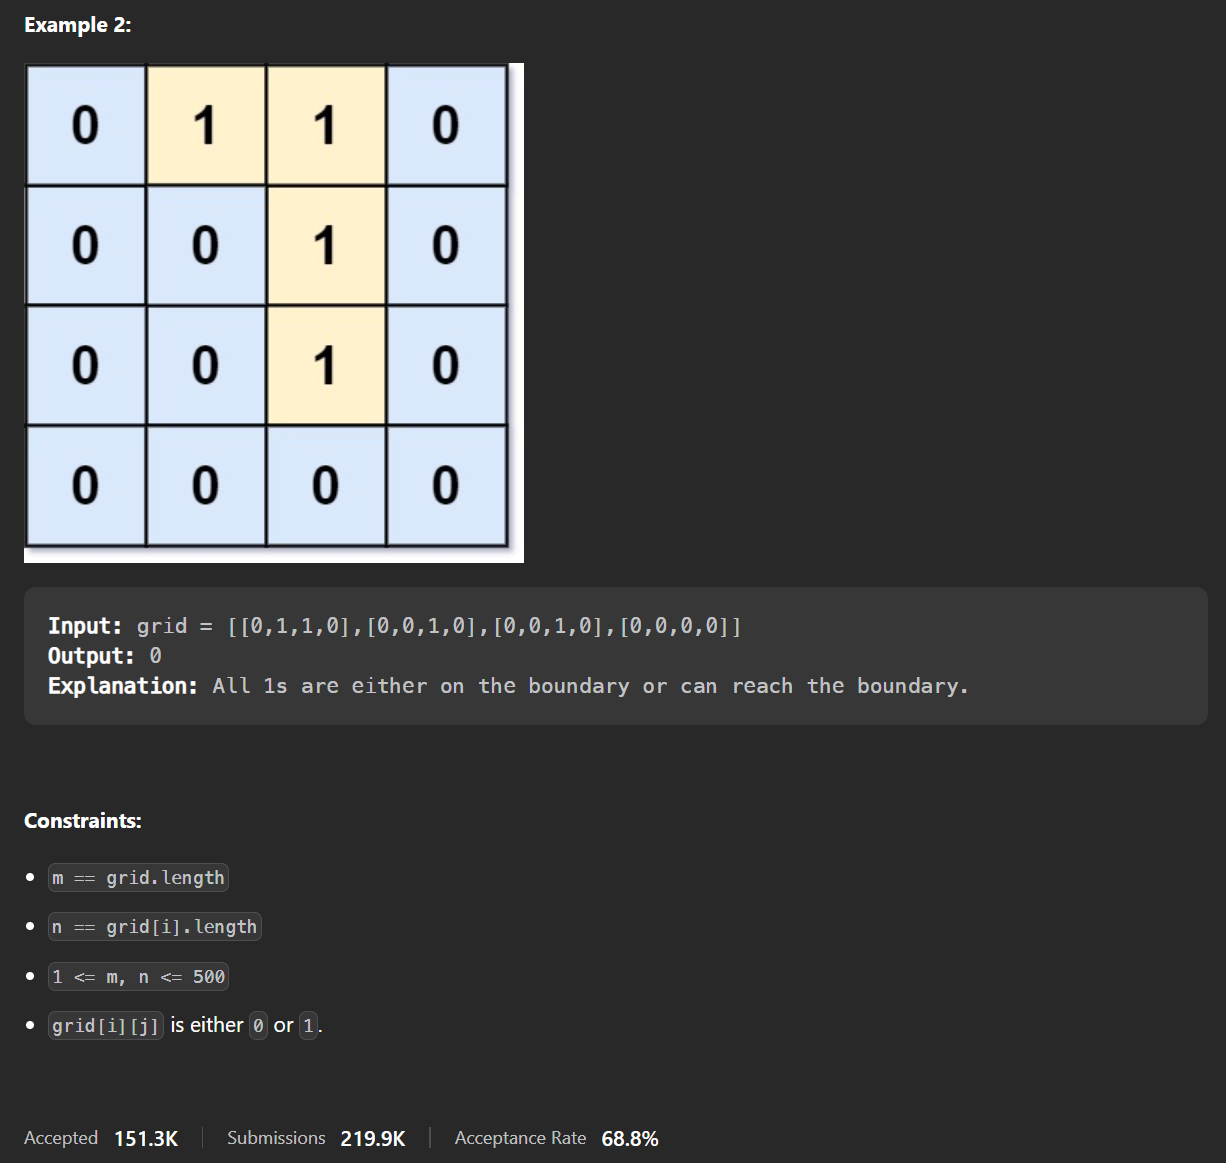 Example 2:
0 1 1 0
0 0 1 0
0 0 1 0
0 0 0 0
Input: grid = [[0,1,1,0],[0,0,1,0],[0,0,1,0],[0,0,0,0]]
Output: 0
Explanation: All 1s are either on the boundary or can reach the boundary.
Constraints:
• m == grid.length
• n == grid[i].length
• 1 <= m, n <= 500
• grid[i][j] is either 0 or 1.
Accepted 151.3K Submissions 219.9K Acceptance Rate 68.8%